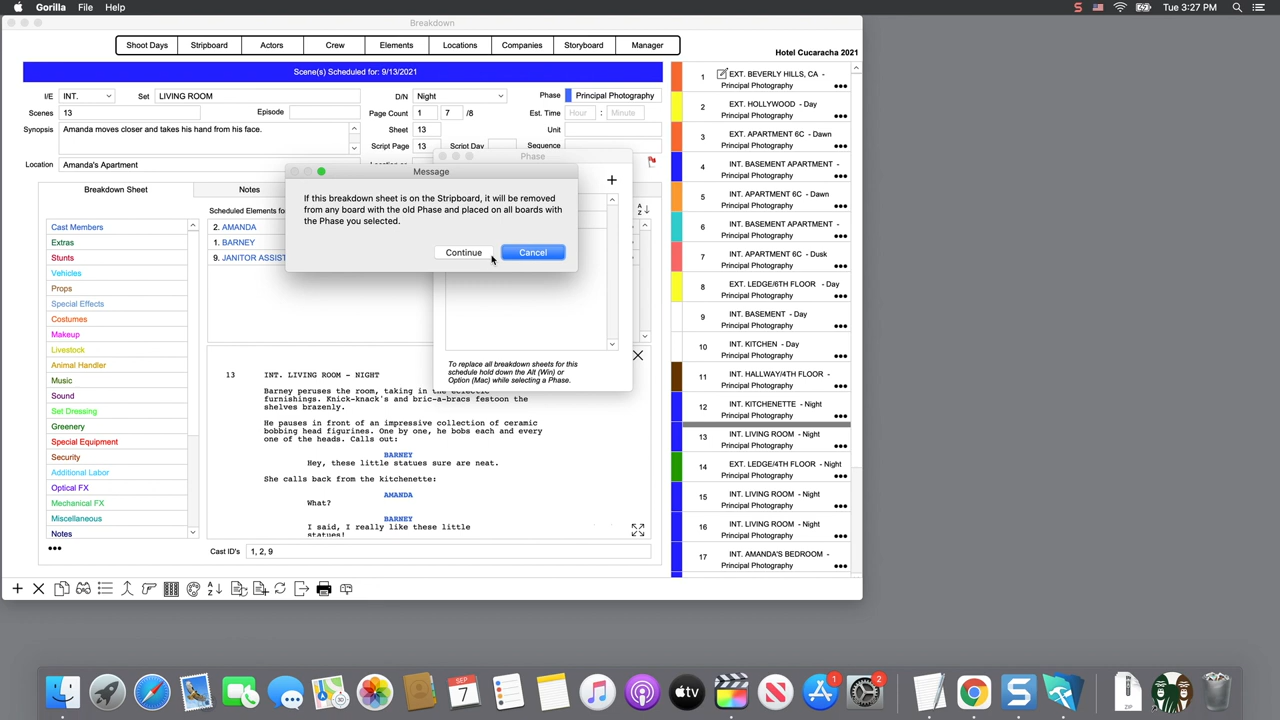 Gorilla File Help
Tue 3:27 PM
Breakdown
Shoot Days Stripboard Actors Crew Elements Locations Companies Storyboard Manager
Hotel Cucaracha 2021
Scene(s) Scheduled for: 9/13/2021
I/E INT. Set LIVING ROOM D/N Night Phase Principal Photography
Scenes 13 Episode Page Count 1 7 /8 Est. Time Hour : Minute
Synopsis Amanda moves closer and takes his hand from his face. Sheet 13 Unit
Script Page 13 Script Day Sequence
Location Amanda's Apartment
Phase
Message
If this breakdown sheet is on the Stripboard, it will be removed
from any board with the old Phase and placed on all boards with
the Phase you selected.
Continue Cancel
To replace all breakdown sheets for this
schedule hold down the Alt (Win) or
Option (Mac) while selecting a Phase.
Breakdown Sheet Notes
Cast Members
Extras
Stunts
Vehicles
Props
Special Effects
Costumes
Makeup
Livestock
Animal Handler
Music
Sound
Set Dressing
Greenery
Special Equipment
Security
Additional Labor
Optical FX
Mechanical FX
Miscellaneous
Notes
Scheduled Elements fo
2. AMANDA
1. BARNEY
9. JANITOR ASSIST
13 INT. LIVING ROOM - NIGHT
Barney peruses the room, taking in the eclectic
furnishings. Knick-knack's and bric-a-bracs festoon the
shelves brazenly.
He pauses in front of an impressive collection of ceramic
bobbing head figurines. One by one, he bobs each and every
one of the heads. Calls out:
BARNEY
Hey, these little statues sure are neat.
She calls back from the kitchenette:
AMANDA
What?
BARNEY
I said, I really like these little
statues!
Cast ID's 1, 2, 9
1 EXT. BEVERLY HILLS, CA -
Principal Photography
2 EXT. HOLLYWOOD - Day
Principal Photography
3 EXT. APARTMENT 6C - Dawn
Principal Photography
4 INT. BASEMENT APARTMENT -
Principal Photography
5 INT. APARTMENT 6C - Dawn
Principal Photography
6 INT. BASEMENT APARTMENT -
Principal Photography
7 INT. APARTMENT 6C - Dusk
Principal Photography
8 EXT. LEDGE/6TH FLOOR - Day
Principal Photography
9 INT. BASEMENT - Day
Principal Photography
10 INT. KITCHEN - Day
Principal Photography
11 INT. HALLWAY/4TH FLOOR -
Principal Photography
12 INT. KITCHENETTE - Night
Principal Photography
13 INT. LIVING ROOM - Night
Principal Photography
14 EXT. LEDGE/4TH FLOOR - Night
Principal Photography
15 INT. LIVING ROOM - Night
Principal Photography
16 INT. LIVING ROOM - Night
Principal Photography
17 INT. AMANDA'S BEDROOM -
Principal Photography
SEP
7
tv
1
2
ZIP